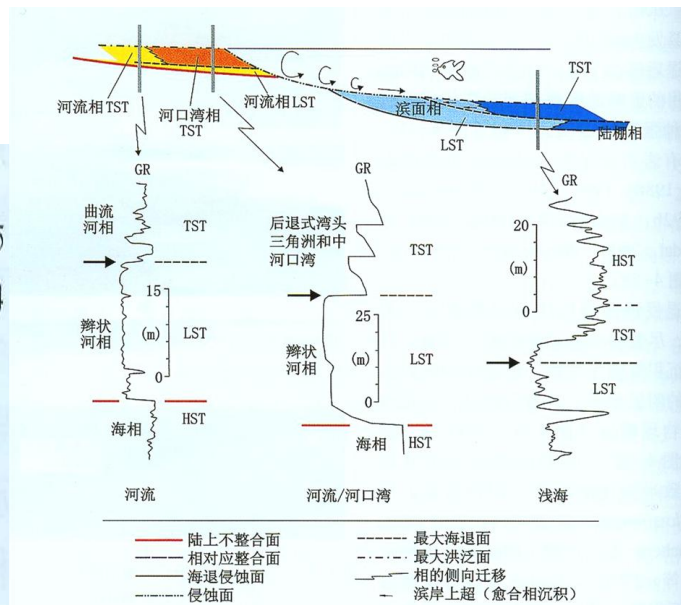 TST
河流相TST
河口湾相
TST
河流相LST
滨面相
LST
陆棚相
GR
GR
GR
曲流
河相
TST
后退式湾头
三角洲和中
河口湾
TST
20
(m)
0
HST
TST
15
(m)
0
辫状
河相
LST
25
(m)
0
辫状
河相
LST
LST
海相
HST
海相
HST
河流
河流/河口湾
浅海
陆上不整合面
最大海退面
相对应整合面
最大洪泛面
海退侵蚀面
相的侧向迁移
侵蚀面
滨岸上超（愈合相沉积）